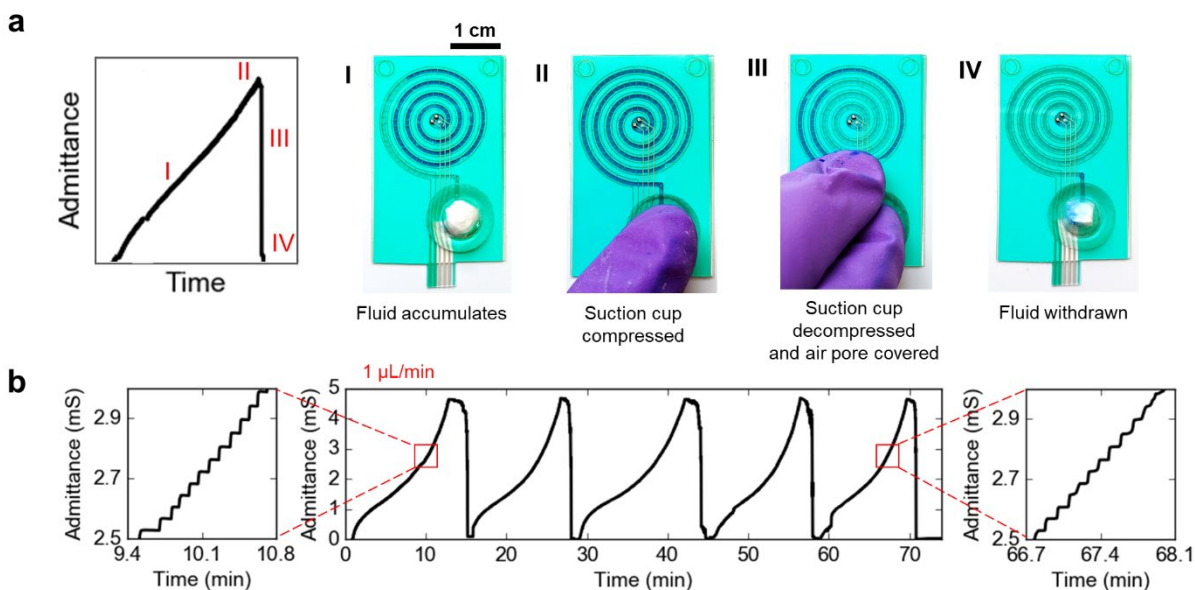 a
1 cm
Admittance
Time
I
II
III
IV
I
II
III
IV
Fluid accumulates
Suction cup
compressed
Suction cup
decompressed
and air pore covered
Fluid withdrawn
b
Admittance (mS)
2.9
2.7
2.5
9.4
10.1
10.8
Time (min)
1 µL/min
Admittance (mS)
5
4
3
2
1
0
0
10
20
30
40
50
60
70
Time (min)
Admittance (mS)
2.9
2.7
2.5
66.7
67.4
68.1
Time (min)